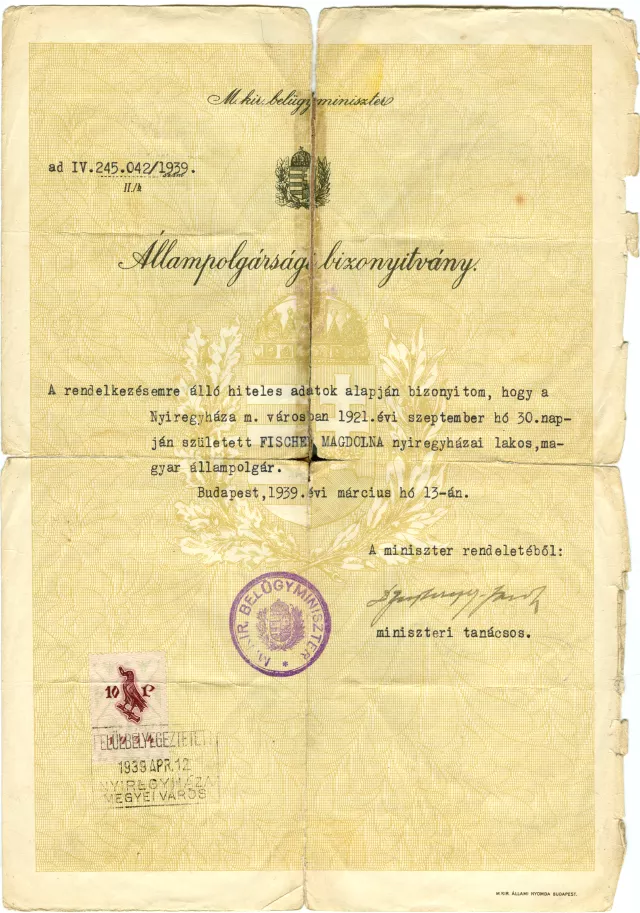 M. kir. belügyminiszter
ad IV.245.042/1939.
szám
II./k
Állampolgársági bizonyitvány.
A rendelkezésemre álló hiteles adatok alapján bizonyitom, hogy a
Nyiregyháza m. városban 1921.évi szeptember hó 30.nap-
ján született FISCHER MAGDOLNA nyiregyházai lakos,ma-
gyar állampolgár.
Budapest,1939.évi március hó 13-án.
A miniszter rendeletéből:
miniszteri tanácsos.
M. KIR. BELÜGYMINISZTER *
10 P
LEBÉLYEGEZTETETT
1939 APR. 12
NYIREGYHÁZA
MEGYEI VÁROS
M. KIR. ÁLLAMI NYOMDA BUDAPEST.